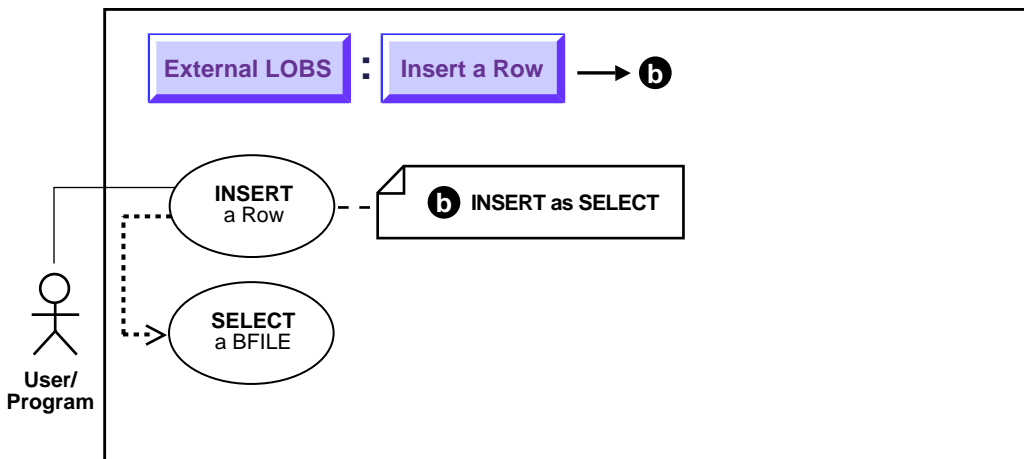 External LOBS : Insert a Row b
INSERT
a Row
b INSERT as SELECT
SELECT
a BFILE
User/
Program